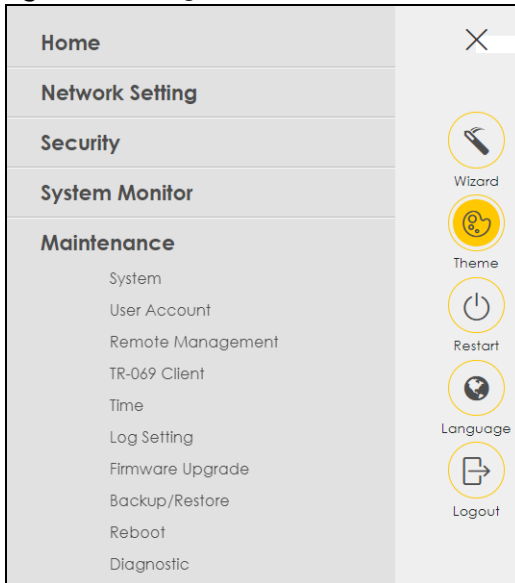 Home
Network Setting
Security
System Monitor
Maintenance
System
User Account
Remote Management
TR-069 Client
Time
Log Setting
Firmware Upgrade
Backup/Restore
Reboot
Diagnostic
Wizard
Theme
Restart
Language
Logout